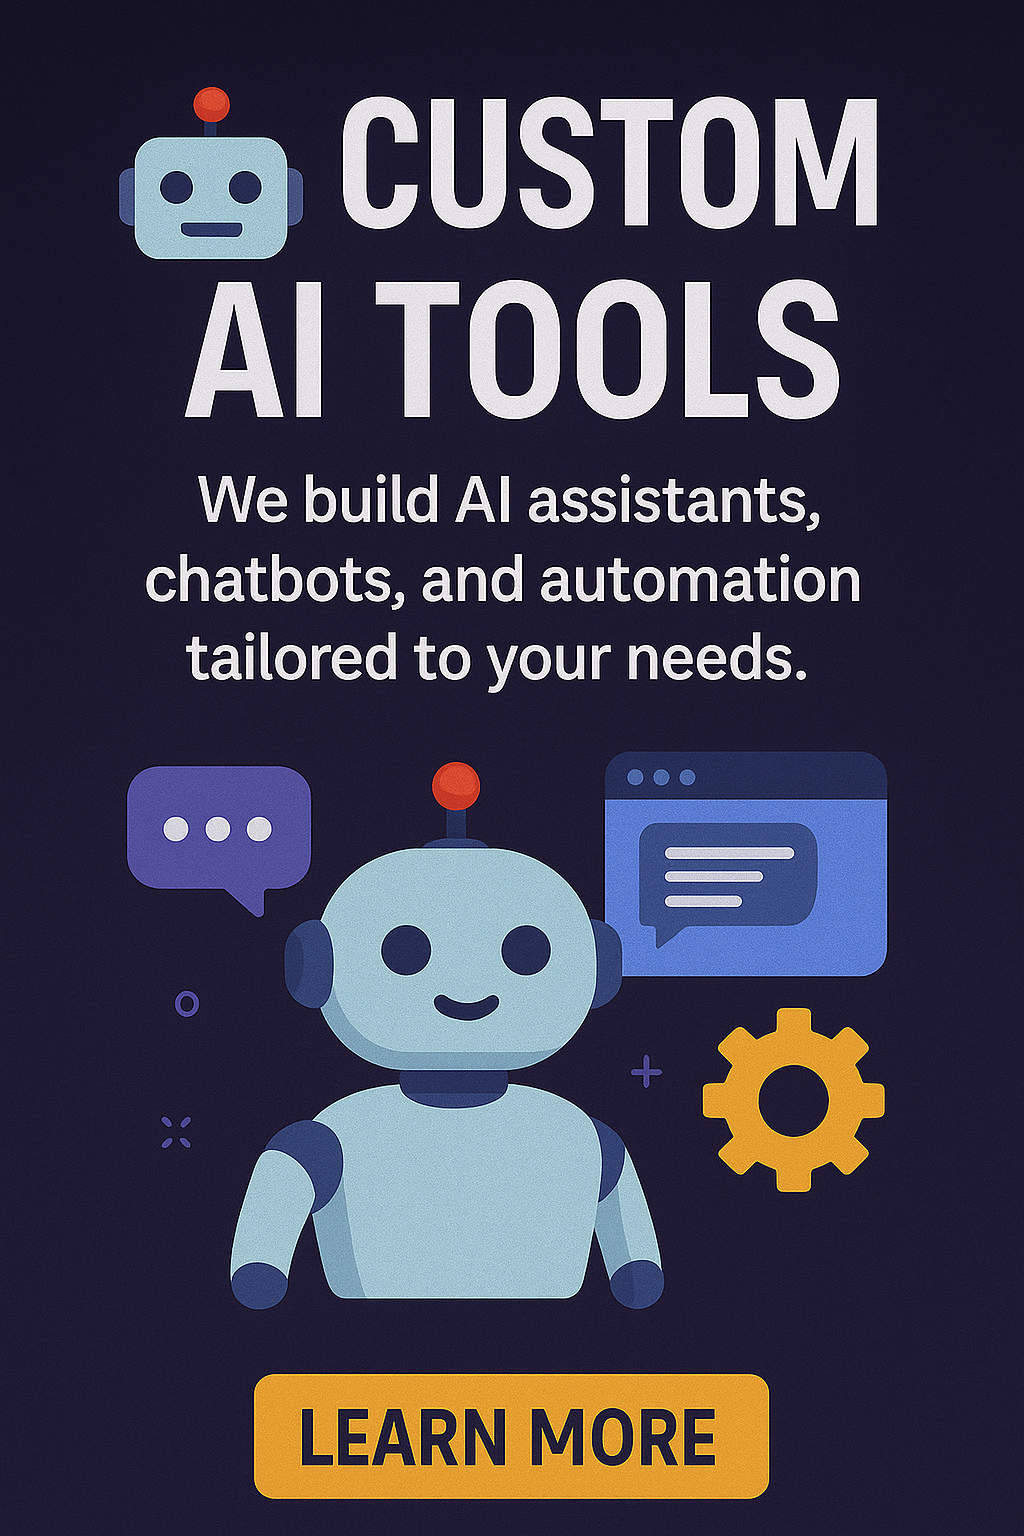 CUSTOM
AI TOOLS
We build AI assistants,
chatbots, and automation
tailored to your needs.
LEARN MORE